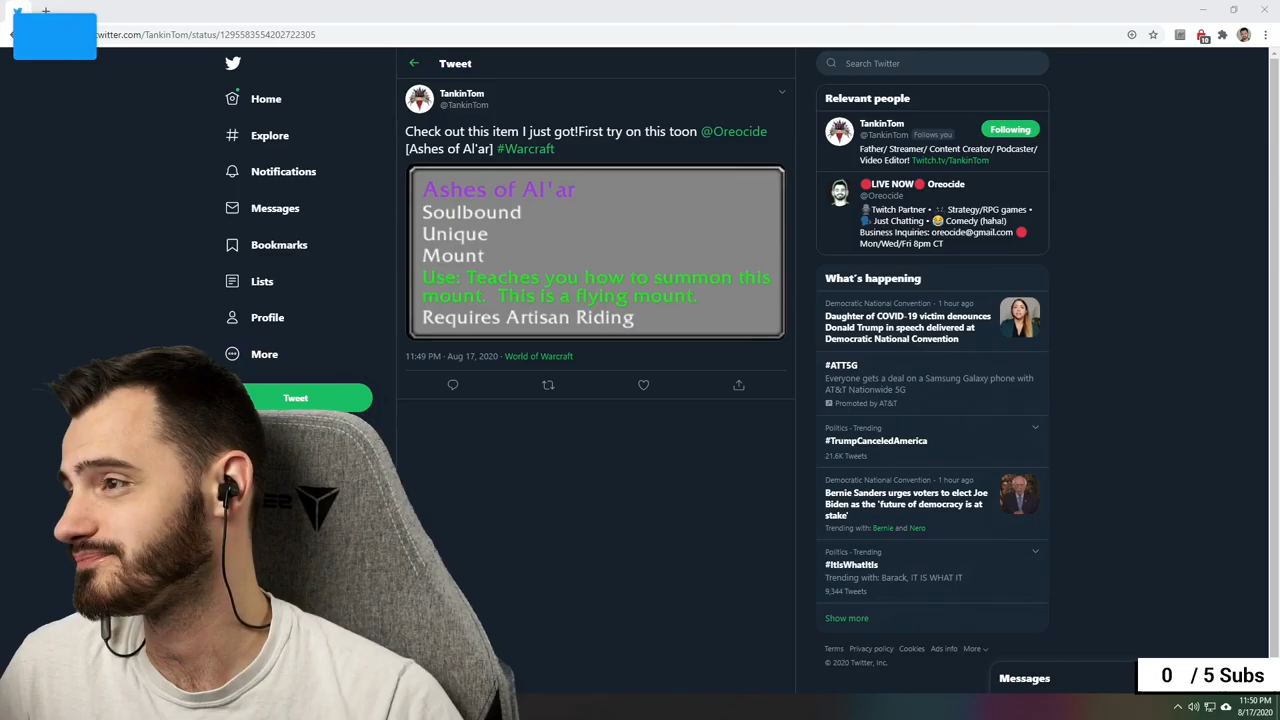 twitter.com/TankinTom/status/1295583554202722305
10
Home
Explore
Notifications
Messages
Bookmarks
Lists
Profile
More
Tweet
Tweet
TankinTom
@TankinTom
Check out this item I just got!First try on this toon @Oreocide
[Ashes of Al'ar] #Warcraft
Ashes of Al'ar
Soulbound
Unique
Mount
Use: Teaches you how to summon this
mount. This is a flying mount.
Requires Artisan Riding
11:49 PM · Aug 17, 2020 · World of Warcraft
Search Twitter
Relevant people
TankinTom
@TankinTom Follows you
Following
Father/ Streamer/ Content Creator/ Podcaster/
Video Editor! Twitch.tv/TankinTom
🔴LIVE NOW🔴 Oreocide
@Oreocide
Twitch Partner • Strategy/RPG games •
Just Chatting • 😂 Comedy (haha!)
Business Inquiries: oreocide@gmail.com 🔴
Mon/Wed/Fri 8pm CT
What's happening
Democratic National Convention · 1 hour ago
Daughter of COVID-19 victim denounces
Donald Trump in speech delivered at
Democratic National Convention
#ATT5G
Everyone gets a deal on a Samsung Galaxy phone with
AT&T Nationwide 5G
Promoted by AT&T
Politics · Trending
#TrumpCanceledAmerica
21.6K Tweets
Democratic National Convention · 1 hour ago
Bernie Sanders urges voters to elect Joe
Biden as the 'future of democracy is at
stake'
Trending with: Bernie and Nero
Politics · Trending
#ItIsWhatItIs
Trending with: Barack, IT IS WHAT IT
9,344 Tweets
Show more
Terms Privacy policy Cookies Ads info More
© 2020 Twitter, Inc.
Messages
0 / 5 Subs
11:50 PM
8/17/2020